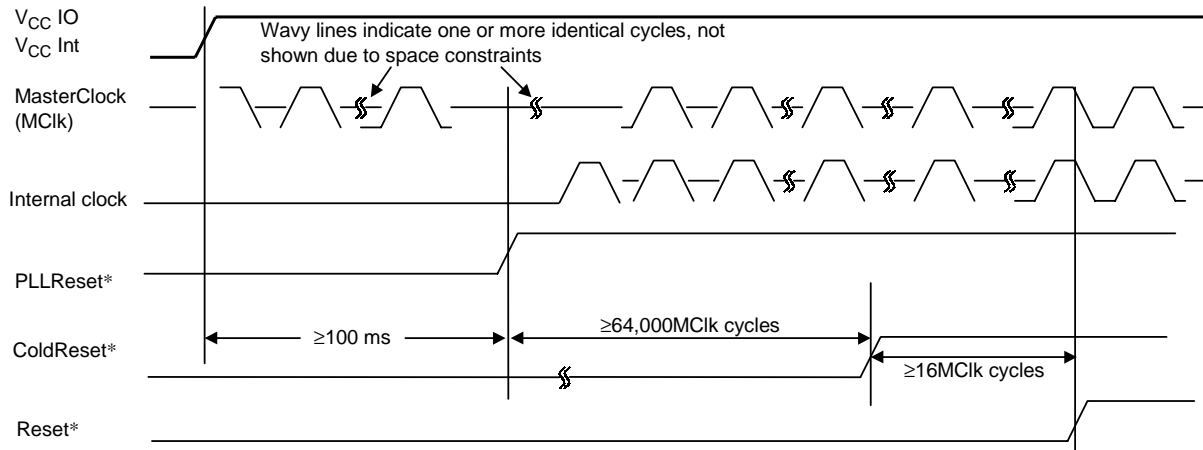 VCC IO
VCC Int
Wavy lines indicate one or more identical cycles, not
shown due to space constraints
MasterClock
(MClk)
Internal clock
PLLReset*
≥100 ms
≥64,000MClk cycles
ColdReset*
≥16MClk cycles
Reset*